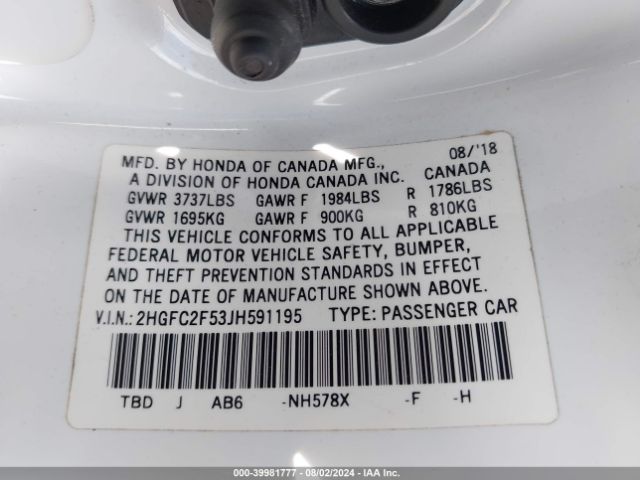 MFD. BY HONDA OF CANADA MFG., 08/'18
A DIVISION OF HONDA CANADA INC. CANADA
GVWR 3737LBS GAWR F 1984LBS R 1786LBS
GVWR 1695KG GAWR F 900KG R 810KG
THIS VEHICLE CONFORMS TO ALL APPLICABLE
FEDERAL MOTOR VEHICLE SAFETY, BUMPER,
AND THEFT PREVENTION STANDARDS IN EFFECT
ON THE DATE OF MANUFACTURE SHOWN ABOVE.
V.I.N.: 2HGFC2F53JH591195 TYPE: PASSENGER CAR
TBD J AB6 -NH578X -F -H
000-39981777 - 08/02/2024 - IAAI.COM